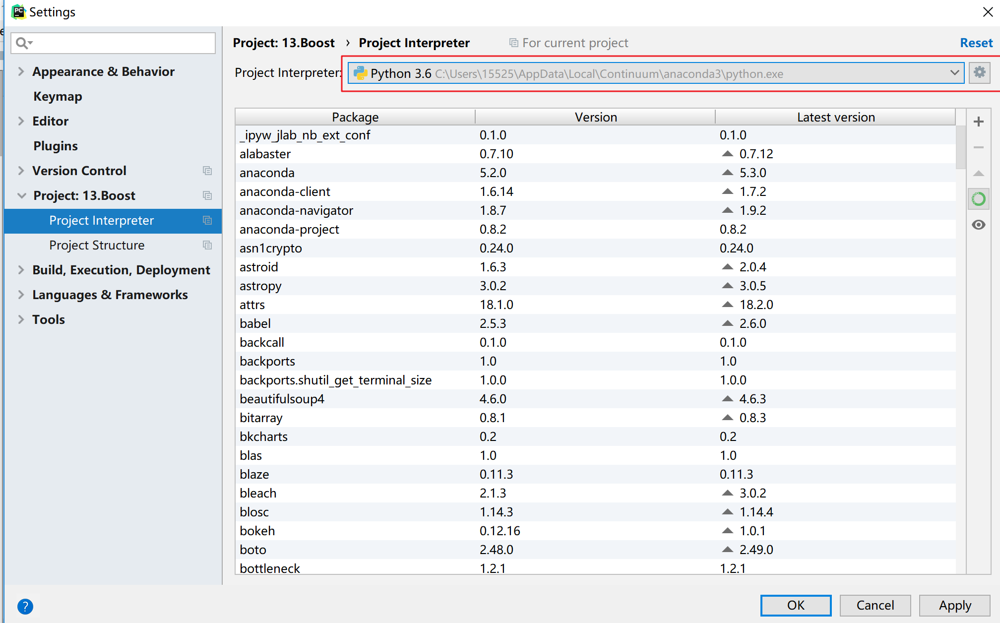 Settings
Project: 13.Boost › Project Interpreter For current project Reset
Project Interpreter: Python 3.6 C:\Users\15525\AppData\Local\Continuum\anaconda3\python.exe
Appearance & Behavior
Keymap
Editor
Plugins
Version Control
Project: 13.Boost
Project Interpreter
Project Structure
Build, Execution, Deployment
Languages & Frameworks
Tools
Package Version Latest version
_ipyw_jlab_nb_ext_conf 0.1.0 0.1.0
alabaster 0.7.10 0.7.12
anaconda 5.2.0 5.3.0
anaconda-client 1.6.14 1.7.2
anaconda-navigator 1.8.7 1.9.2
anaconda-project 0.8.2 0.8.2
asn1crypto 0.24.0 0.24.0
astroid 1.6.3 2.0.4
astropy 3.0.2 3.0.5
attrs 18.1.0 18.2.0
babel 2.5.3 2.6.0
backcall 0.1.0 0.1.0
backports 1.0 1.0
backports.shutil_get_terminal_size 1.0.0 1.0.0
beautifulsoup4 4.6.0 4.6.3
bitarray 0.8.1 0.8.3
bkcharts 0.2 0.2
blas 1.0 1.0
blaze 0.11.3 0.11.3
bleach 2.1.3 3.0.2
blosc 1.14.3 1.14.4
bokeh 0.12.16 1.0.1
boto 2.48.0 2.49.0
bottleneck 1.2.1 1.2.1
? OK Cancel Apply